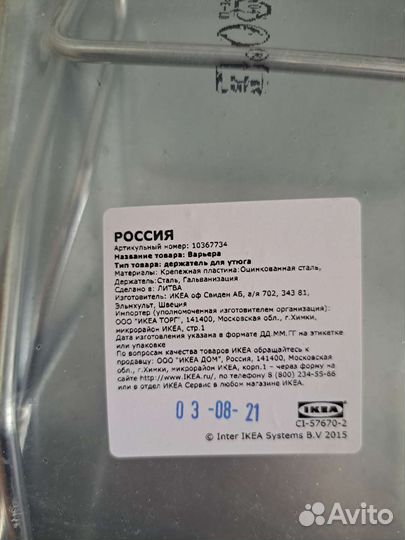 РОССИЯ
Артикульный номер: 10367734
Название товара: Варьера
Тип товара: держатель для утюга
Материалы: Крепежная пластина:Оцинкованная сталь,
Держатель:Сталь, Гальванизация
Сделано в: ЛИТВА
Изготовитель: ИКЕА оф Свиден АБ, а/я 702, 343 81,
Эльмхульт, Швеция
Импортер (уполномоченная изготовителем организация):
ООО "ИКЕА ТОРГ", 141400, Московская обл., г.Химки,
микрорайон ИКЕА, стр.1
Дата изготовления указана в формате ДД.ММ.ГГ на этикетке
или упаковке
По вопросам качества товаров ИКЕА обращайтесь к
продавцу: ООО "ИКЕА ДОМ", Россия, 141400, Московская
обл., г.Химки, микрорайон ИКЕА, корп.1 – через форму на
http://www.IKEA.ru/, по телефону 8 (800) 234-55-86
или в отдел ИКЕА Сервис в любом магазине ИКЕА.
03-08-21
IKEA
CI-57670-2
© Inter IKEA Systems B.V 2015
Avito